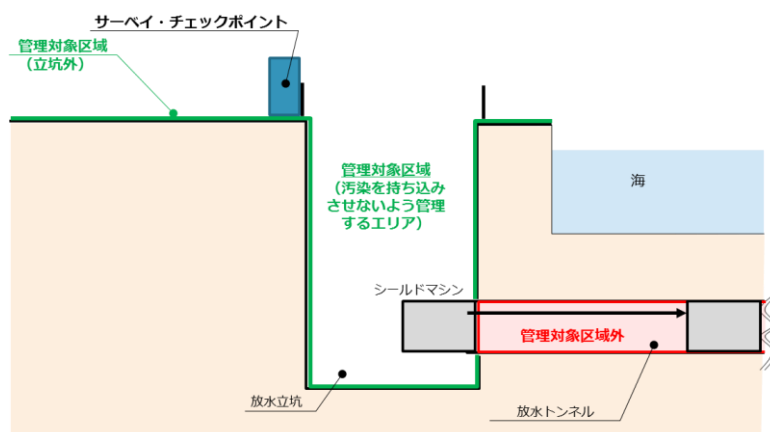 サーベイ・チェックポイント
管理対象区域
（立坑外）
管理対象区域
（汚染を持ち込み
させないよう管理
するエリア）
海
シールドマシン
管理対象区域外
放水立坑
放水トンネル